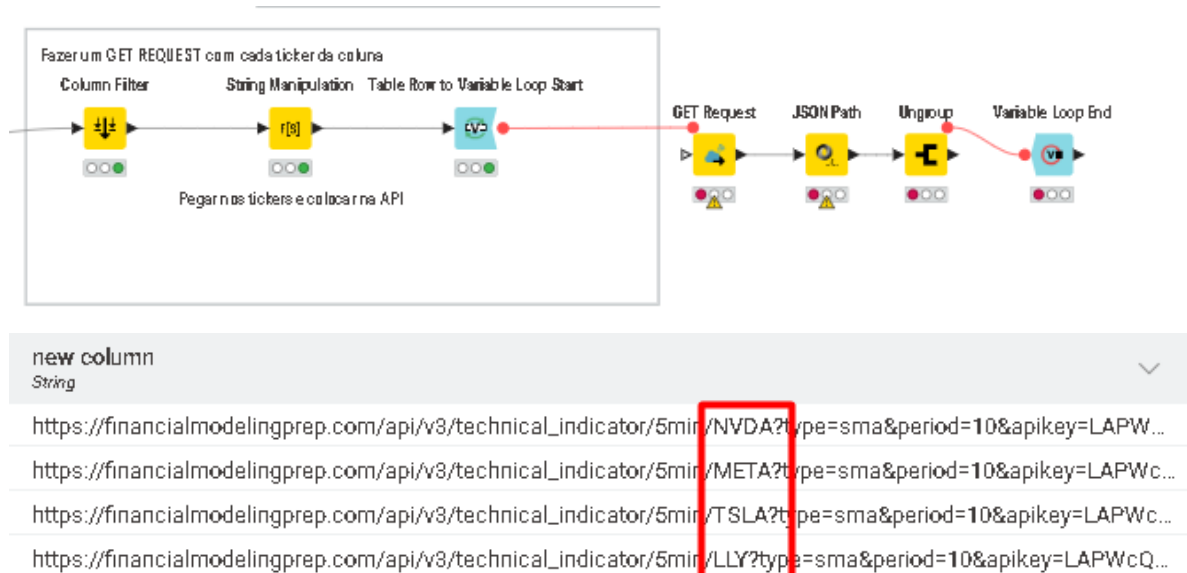 Fazer um GET REQUEST com cada ticker da coluna
Column Filter
String Manipulation
Table Row to Variable Loop Start
GET Request
JSON Path
Ungroup
Variable Loop End
f[s]
Pegar nos tickers e colocar na API
new column
String
https://financialmodelingprep.com/api/v3/technical_indicator/5min/NVDA?type=sma&period=10&apikey=LAPW...
https://financialmodelingprep.com/api/v3/technical_indicator/5min/META?type=sma&period=10&apikey=LAPWc...
https://financialmodelingprep.com/api/v3/technical_indicator/5min/TSLA?type=sma&period=10&apikey=LAPWc...
https://financialmodelingprep.com/api/v3/technical_indicator/5min/LLY?type=sma&period=10&apikey=LAPWcQ...